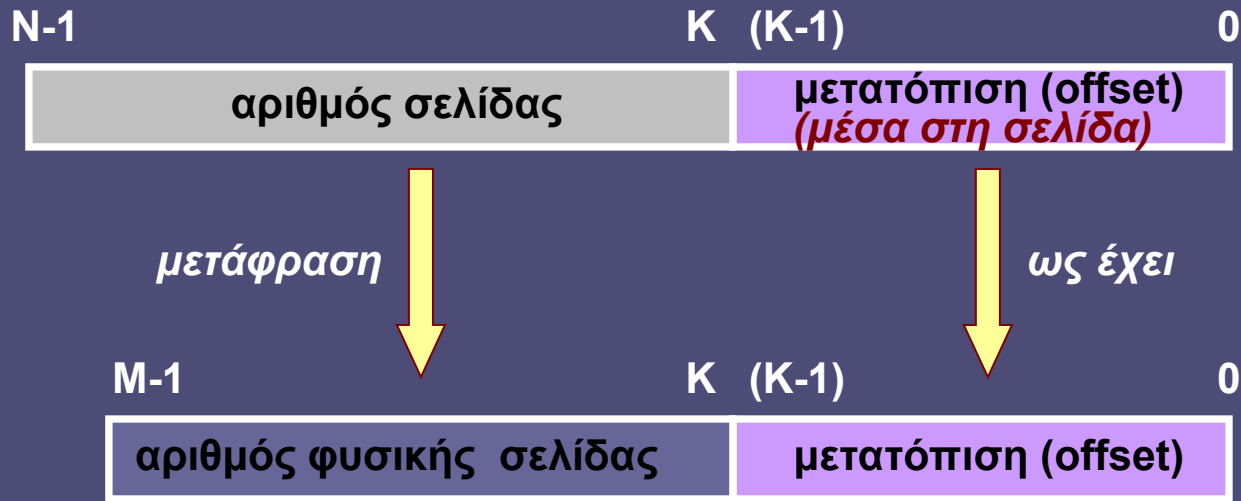 N-1 K (K-1) 0
αριθμός σελίδας μετατόπιση (offset)
(μέσα στη σελίδα)
μετάφραση ως έχει
M-1 K (K-1) 0
αριθμός φυσικής σελίδας μετατόπιση (offset)